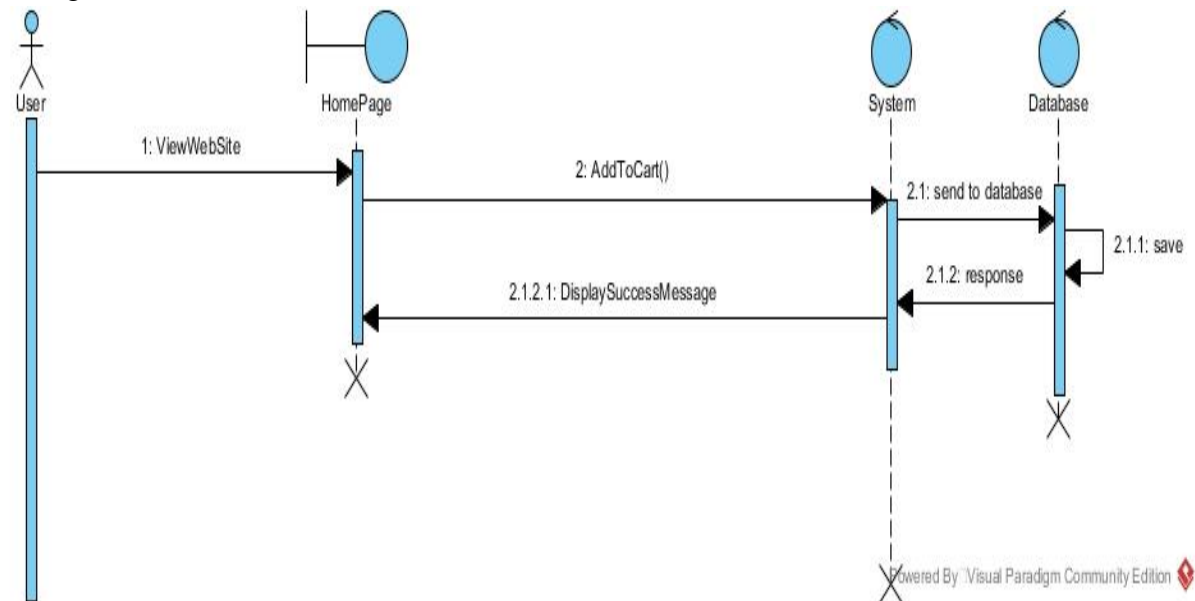 User
HomePage
System
Database
1: ViewWebSite
2: AddToCart()
2.1: send to database
2.1.1: save
2.1.2: response
2.1.2.1: DisplaySuccessMessage
Powered By Visual Paradigm Community Edition